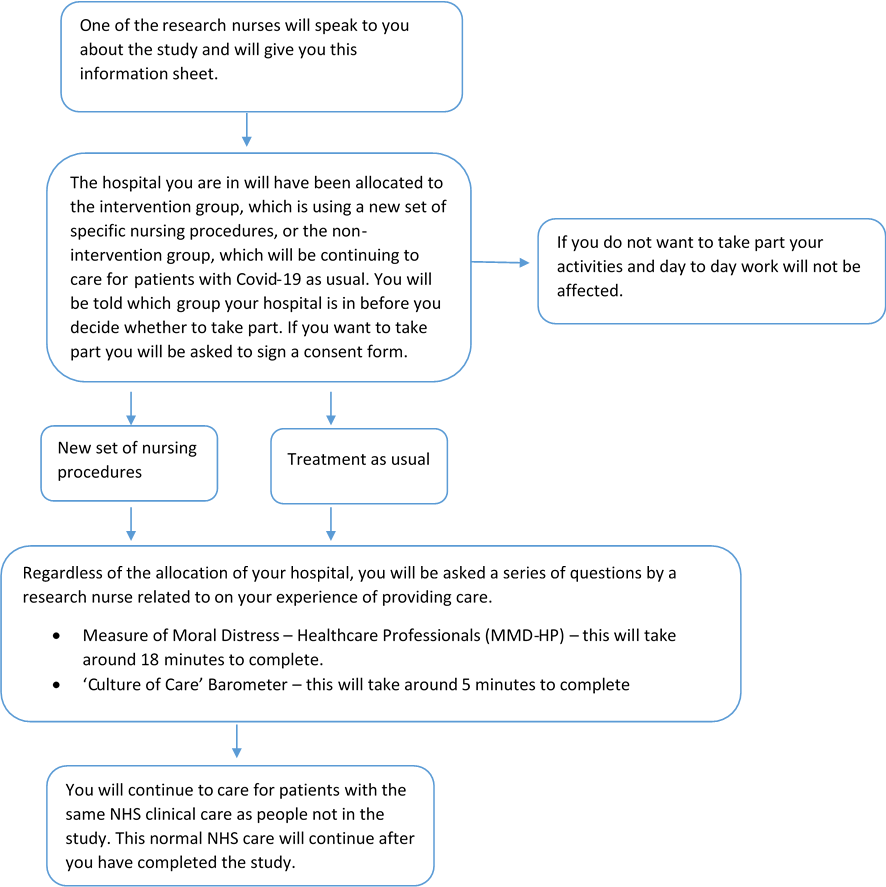 One of the research nurses will speak to you
about the study and will give you this
information sheet.
The hospital you are in will have been allocated to
the intervention group, which is using a new set of
specific nursing procedures, or the non-
intervention group, which will be continuing to
care for patients with Covid-19 as usual. You will
be told which group your hospital is in before you
decide whether to take part. If you want to take
part you will be asked to sign a consent form.
If you do not want to take part your
activities and day to day work will not be
affected.
New set of nursing
procedures
Treatment as usual
Regardless of the allocation of your hospital, you will be asked a series of questions by a
research nurse related to on your experience of providing care.
• Measure of Moral Distress – Healthcare Professionals (MMD-HP) – this will take
around 18 minutes to complete.
• ‘Culture of Care’ Barometer – this will take around 5 minutes to complete
You will continue to care for patients with the
same NHS clinical care as people not in the
study. This normal NHS care will continue after
you have completed the study.